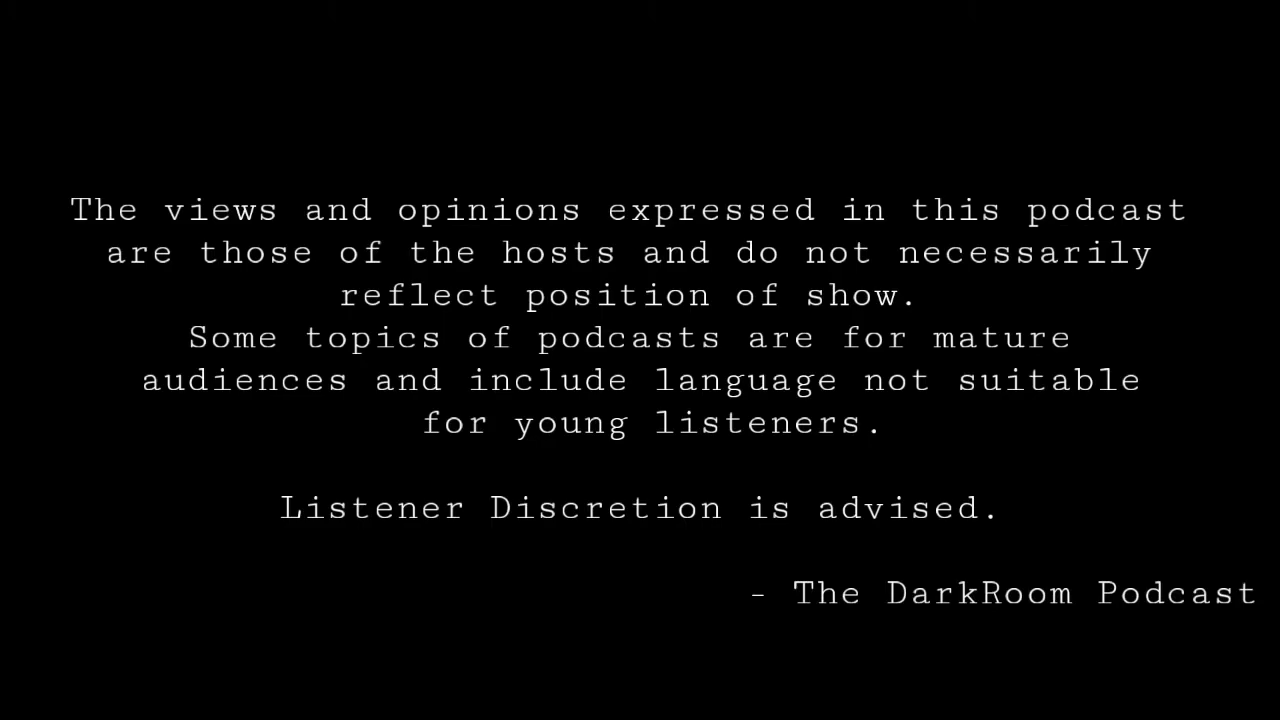 The views and opinions expressed in this podcast
are those of the hosts and do not necessarily
reflect position of show.
Some topics of podcasts are for mature
audiences and include language not suitable
for young listeners.
Listener Discretion is advised.
- The DarkRoom Podcast